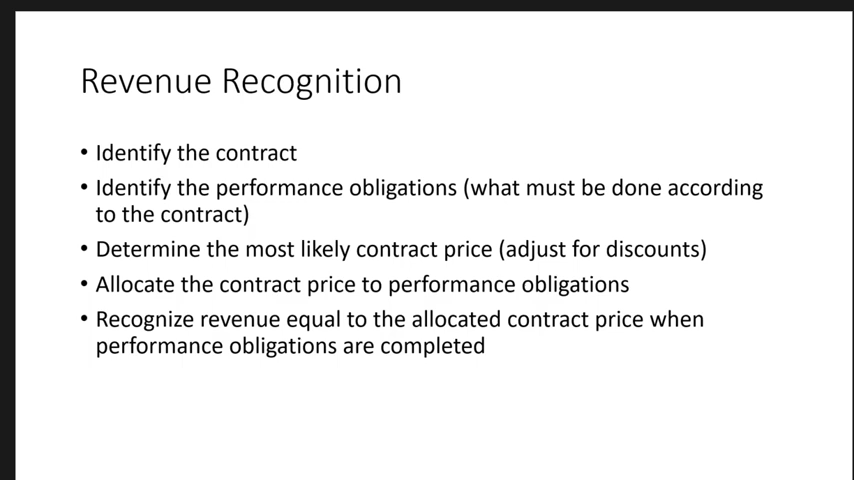 Revenue Recognition
• Identify the contract
• Identify the performance obligations (what must be done according
to the contract)
• Determine the most likely contract price (adjust for discounts)
• Allocate the contract price to performance obligations
• Recognize revenue equal to the allocated contract price when
performance obligations are completed